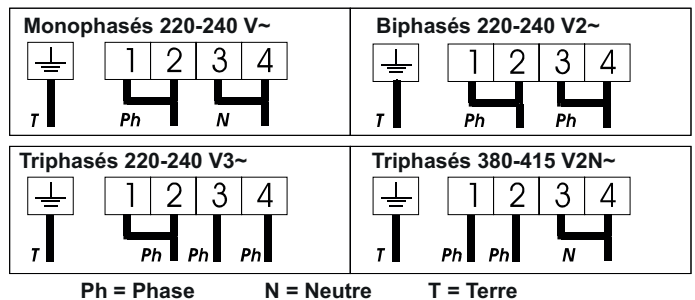 Monophasés 220-240 V~
1 2 3 4
T Ph N
Biphasés 220-240 V2~
1 2 3 4
T Ph Ph
Triphasés 220-240 V3~
1 2 3 4
T Ph Ph Ph
Triphasés 380-415 V2N~
1 2 3 4
T Ph Ph N
Ph = Phase N = Neutre T = Terre